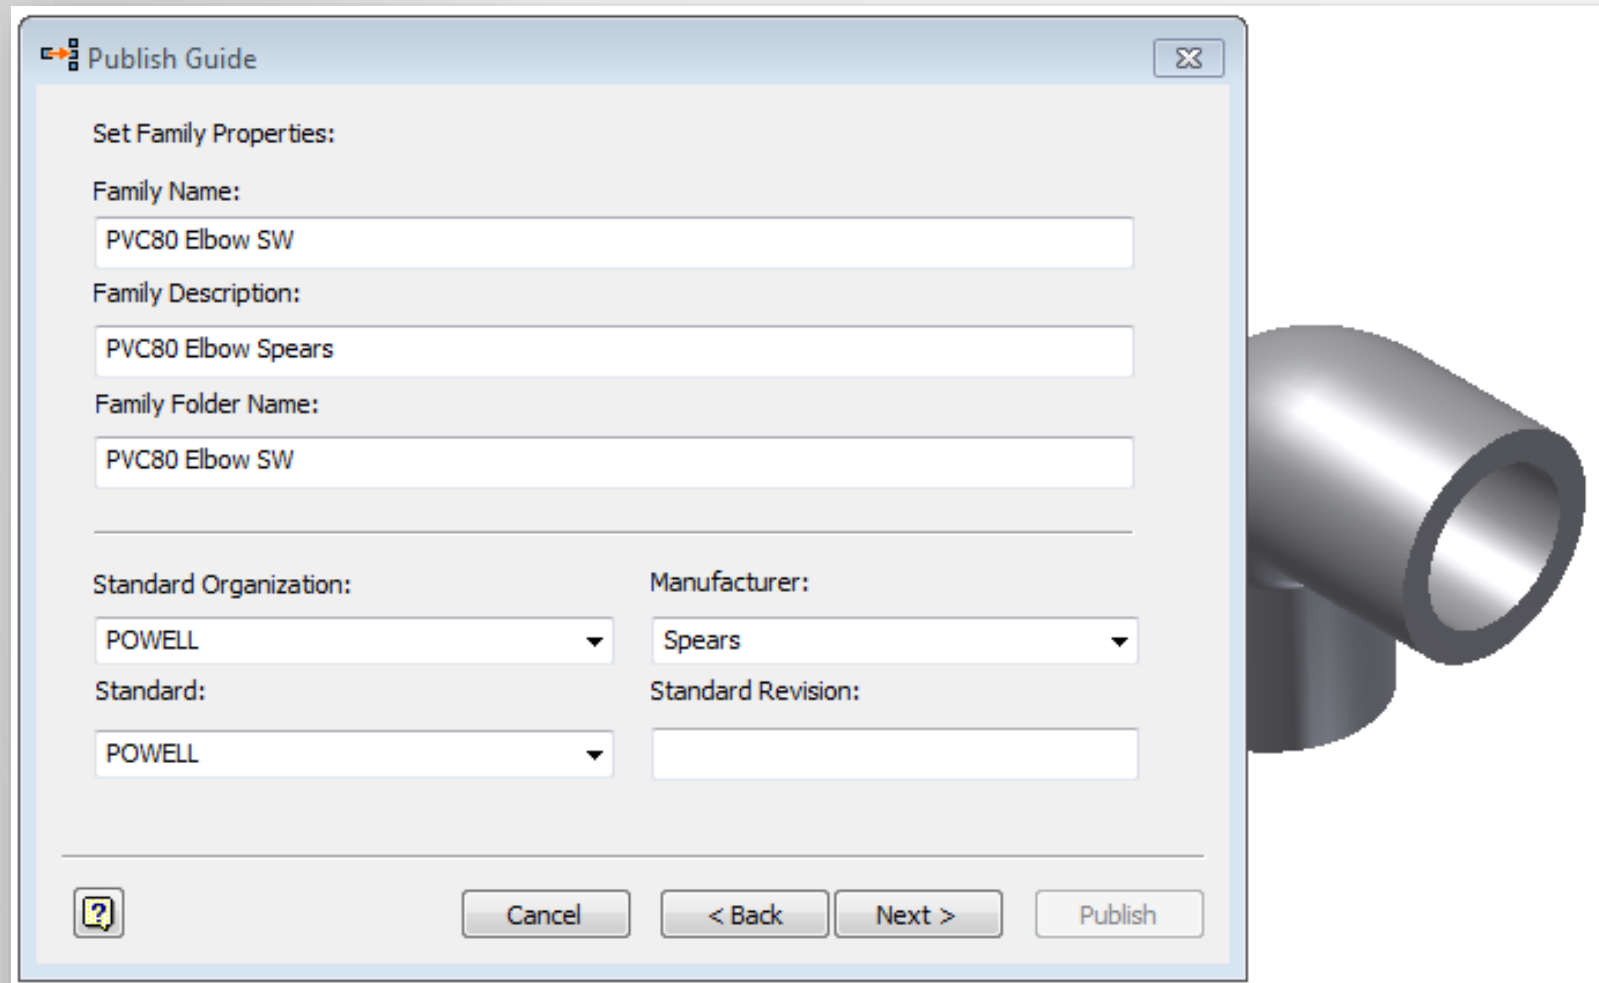 Publish Guide
Set Family Properties:
Family Name:
PVC80 Elbow SW
Family Description:
PVC80 Elbow Spears
Family Folder Name:
PVC80 Elbow SW
Standard Organization:
Manufacturer:
POWELL
Spears
Standard:
Standard Revision:
POWELL
?
Cancel
< Back
Next >
Publish